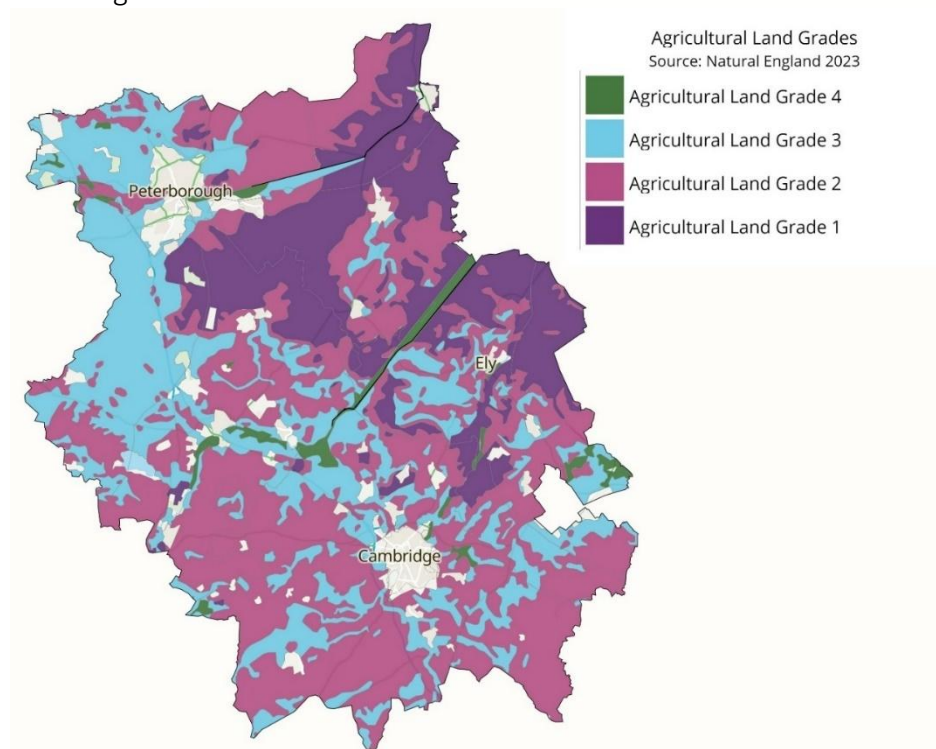 Agricultural Land Grades
Source: Natural England 2023
Agricultural Land Grade 4
Agricultural Land Grade 3
Agricultural Land Grade 2
Agricultural Land Grade 1
Peterborough
Ely
Cambridge